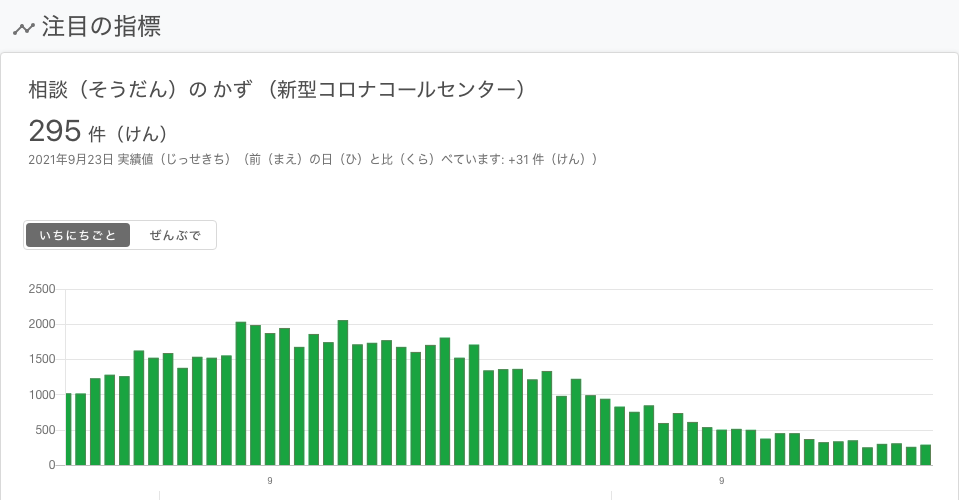 注目の指標
相談（そうだん）の かず （新型コロナコールセンター）
295 件（けん）
2021年9月23日 実績値（じっせきち）（前（まえ）の日（ひ）と比（くら）べています: +31 件（けん））
いちにちごと ぜんぶで
2500
2000
1500
1000
500
0
9 9